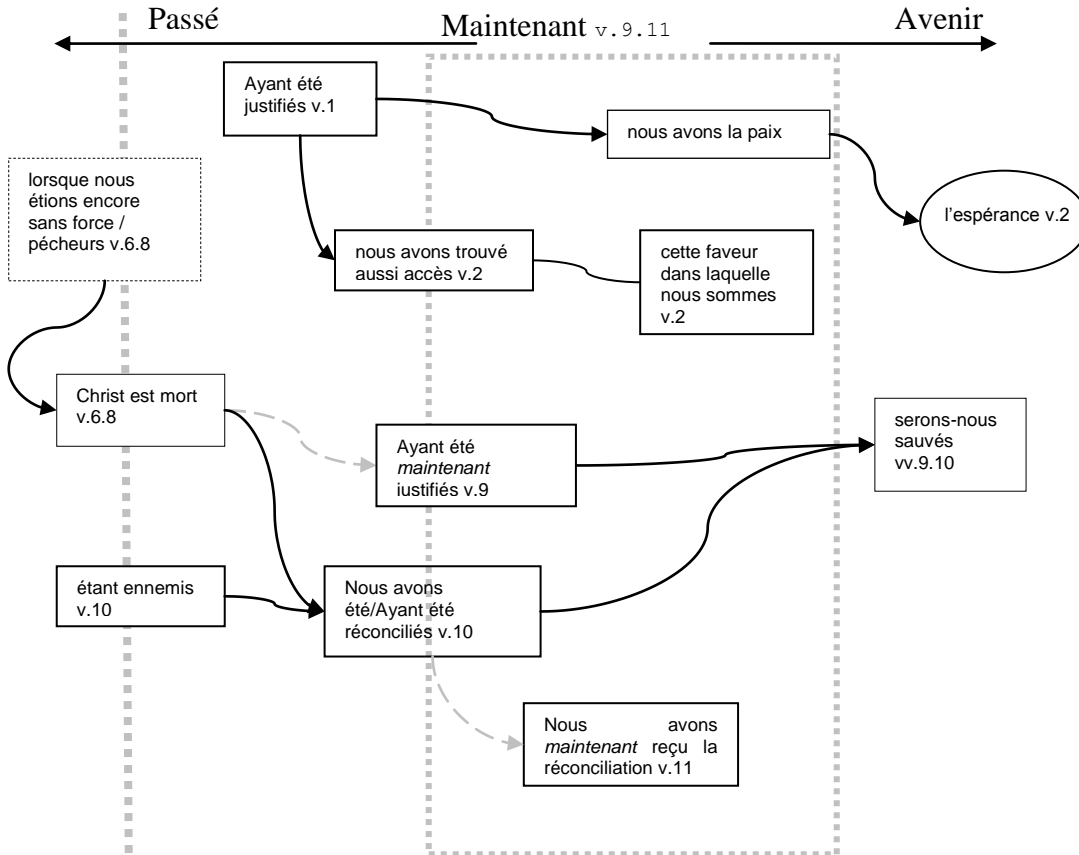 Passé
Maintenant v.9.11
Avenir
Ayant été
justifiés v.1
nous avons la paix
lorsque nous
étions encore
sans force /
pécheurs v.6.8
l'espérance v.2
nous avons trouvé
aussi accès v.2
cette faveur
dans laquelle
nous sommes
v.2
Christ est mort
v.6.8
Ayant été
maintenant
iustifiés v.9
serons-nous
sauvés
vv.9.10
étant ennemis
v.10
Nous avons
été/Ayant été
réconciliés v.10
Nous avons
maintenant reçu la
réconciliation v.11